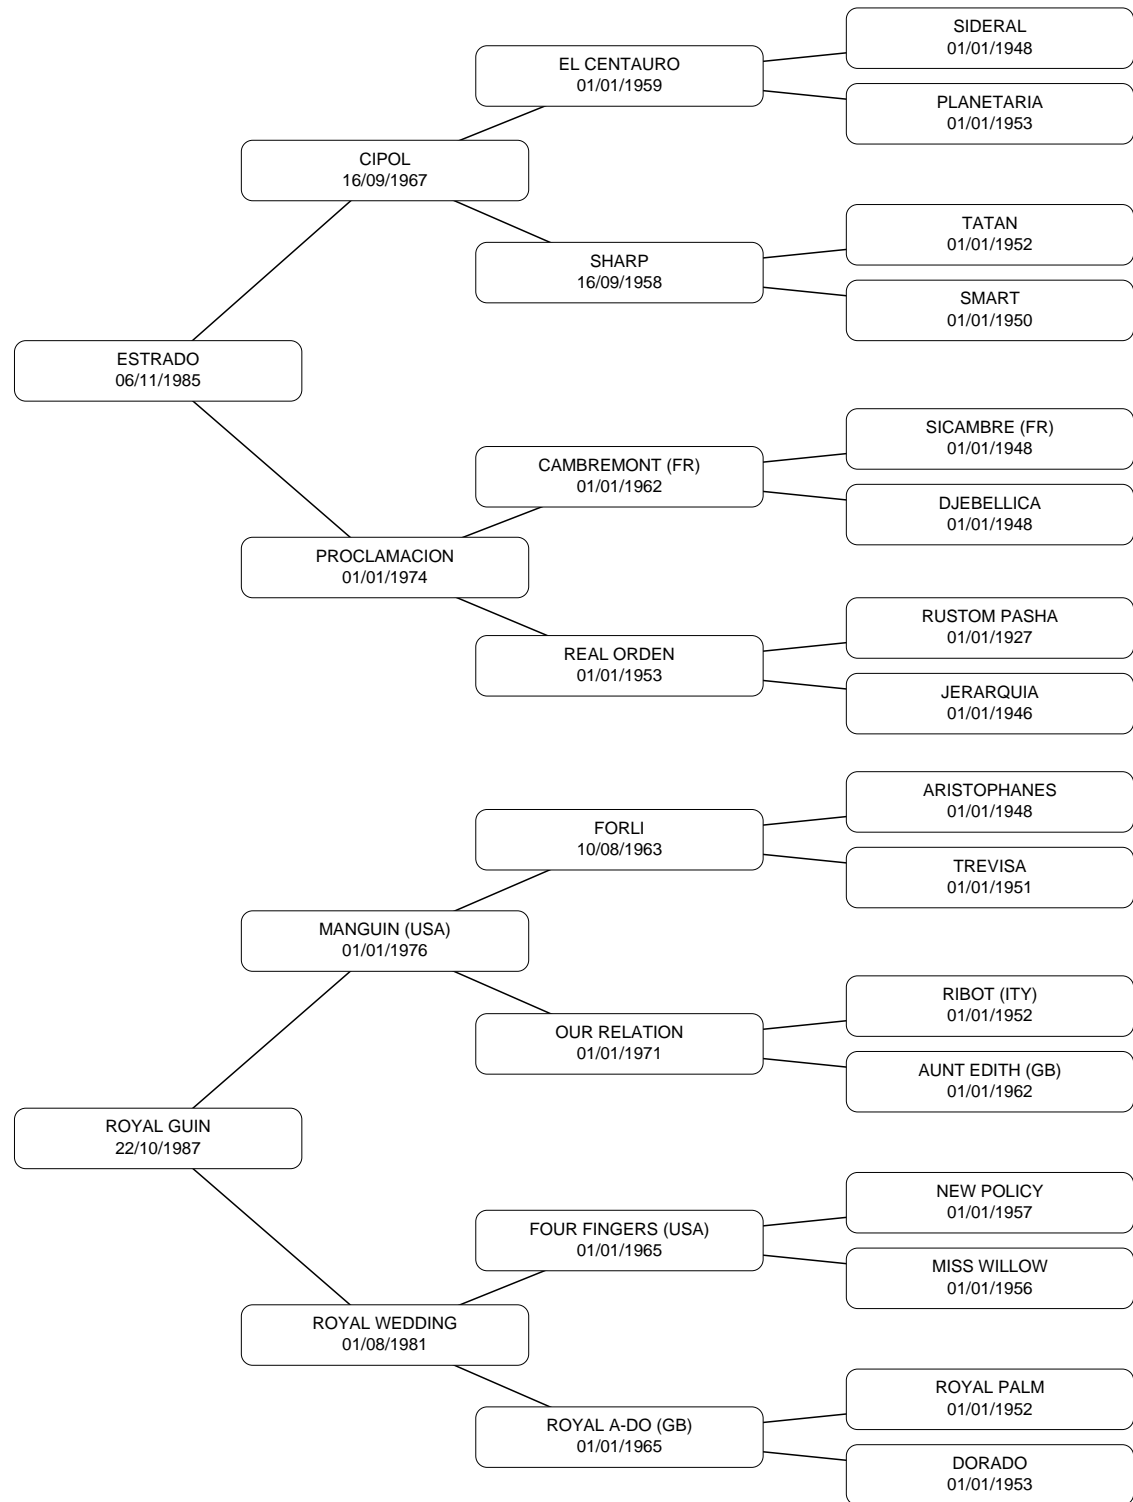 SIDERAL
01/01/1948
EL CENTAURO
01/01/1959
PLANETARIA
01/01/1953
CIPOL
16/09/1967
TATAN
01/01/1952
SHARP
16/09/1958
SMART
01/01/1950
ESTRADO
06/11/1985
SICAMBRE (FR)
01/01/1948
CAMBREMONT (FR)
01/01/1962
DJEBELLICA
01/01/1948
PROCLAMACION
01/01/1974
RUSTOM PASHA
01/01/1927
REAL ORDEN
01/01/1953
JERARQUIA
01/01/1946
ARISTOPHANES
01/01/1948
FORLI
10/08/1963
TREVISA
01/01/1951
MANGUIN (USA)
01/01/1976
RIBOT (ITY)
01/01/1952
OUR RELATION
01/01/1971
AUNT EDITH (GB)
01/01/1962
ROYAL GUIN
22/10/1987
NEW POLICY
01/01/1957
FOUR FINGERS (USA)
01/01/1965
MISS WILLOW
01/01/1956
ROYAL WEDDING
01/08/1981
ROYAL PALM
01/01/1952
ROYAL A-DO (GB)
01/01/1965
DORADO
01/01/1953